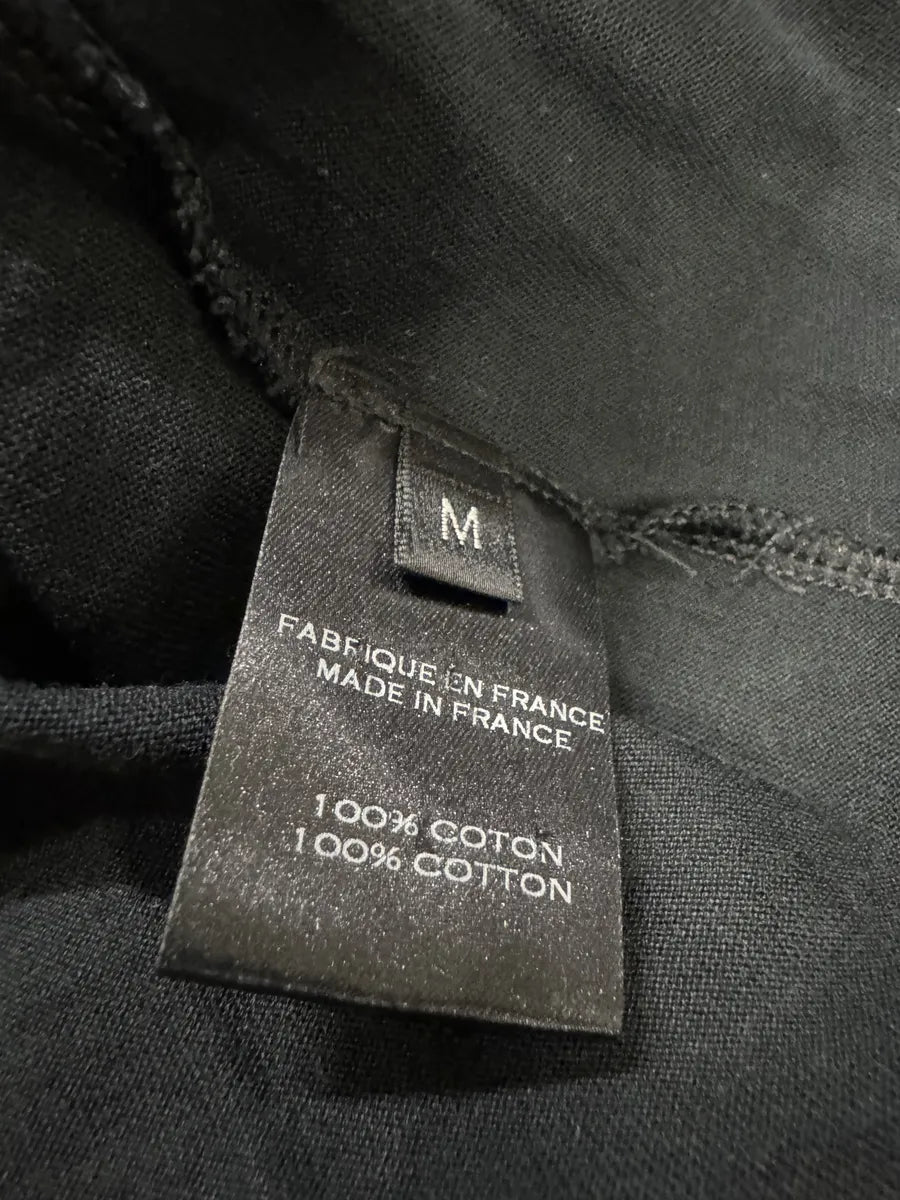 M
FABRIQUE EN FRANCE
MADE IN FRANCE
100% COTON
100% COTTON